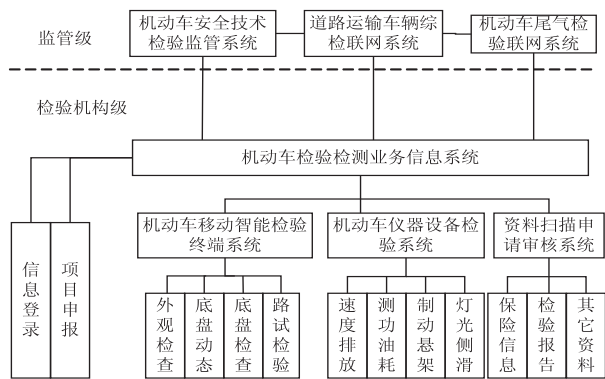 监管级
机动车安全技术
检验监管系统
道路运输车辆综
检联网系统
机动车尾气检
验联网系统
检验机构级
机动车检验检测业务信息系统
信息登录
项目申报
机动车移动智能检验
终端系统
机动车仪器设备检
验系统
资料扫描申
请审核系统
外观检查
底盘动态
底盘检查
路试检验
速度排放
测功油耗
制动悬架
灯光侧滑
保险信息
检验报告
其它资料